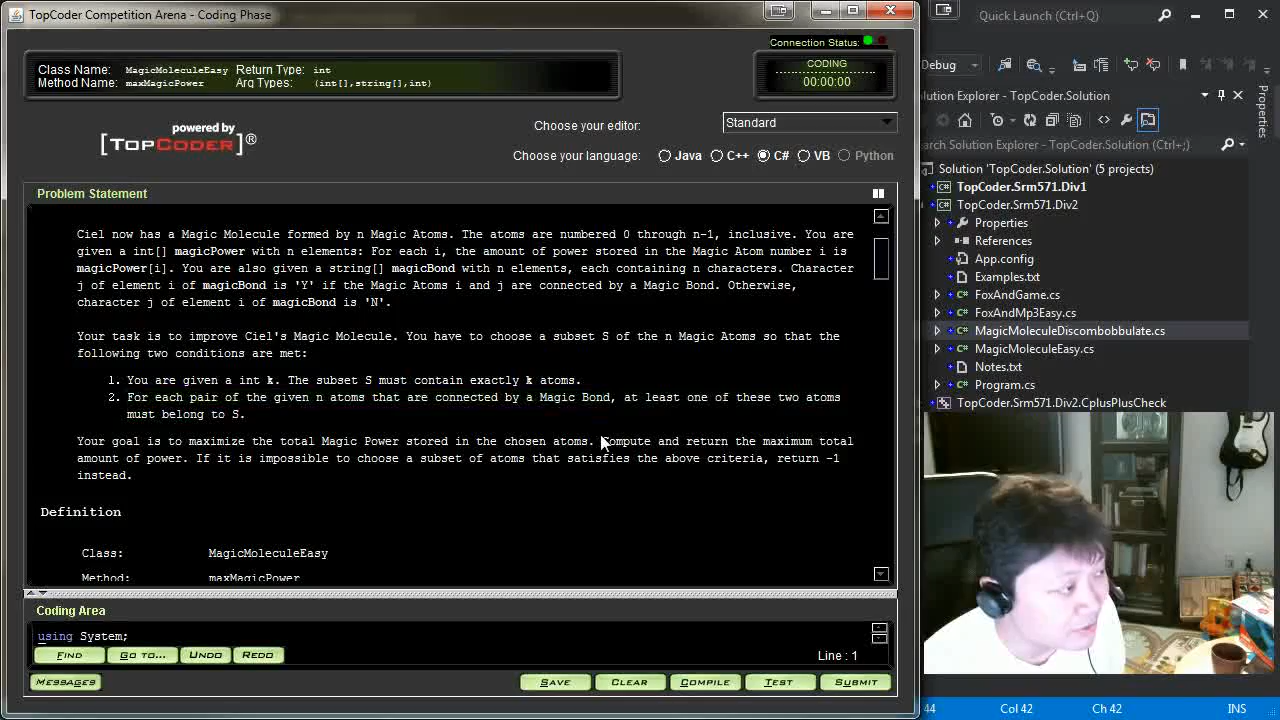 TopCoder Competition Arena - Coding Phase
Quick Launch (Ctrl+Q)
Connection Status:
Class Name: MagicMoleculeEasy Return Type: int
Method Name: maxMagicPower Arg Types: (int[],string[],int)
CODING
00:00:00
Debug
powered by
[TOPCODER]®
Choose your editor: Standard
Choose your language: Java C++ C# VB Python
Problem Statement
Ciel now has a Magic Molecule formed by n Magic Atoms. The atoms are numbered 0 through n-1, inclusive. You are
given a int[] magicPower with n elements: For each i, the amount of power stored in the Magic Atom number i is
magicPower[i]. You are also given a string[] magicBond with n elements, each containing n characters. Character
j of element i of magicBond is 'Y' if the Magic Atoms i and j are connected by a Magic Bond. Otherwise,
character j of element i of magicBond is 'N'.
Your task is to improve Ciel's Magic Molecule. You have to choose a subset S of the n Magic Atoms so that the
following two conditions are met:
1. You are given a int k. The subset S must contain exactly k atoms.
2. For each pair of the given n atoms that are connected by a Magic Bond, at least one of these two atoms
must belong to S.
Your goal is to maximize the total Magic Power stored in the chosen atoms. Compute and return the maximum total
amount of power. If it is impossible to choose a subset of atoms that satisfies the above criteria, return -1
instead.
Definition
Class: MagicMoleculeEasy
Method: maxMagicPower
Coding Area
using System;
FIND GO TO... UNDO REDO
Line : 1
MESSAGES SAVE CLEAR COMPILE TEST SUBMIT
olution Explorer - TopCoder.Solution
Properties
earch Solution Explorer - TopCoder.Solution (Ctrl+;)
Solution 'TopCoder.Solution' (5 projects)
TopCoder.Srm571.Div1
TopCoder.Srm571.Div2
Properties
References
App.config
Examples.txt
FoxAndGame.cs
FoxAndMp3Easy.cs
MagicMoleculeDiscombobbulate.cs
MagicMoleculeEasy.cs
Notes.txt
Program.cs
TopCoder.Srm571.Div2.CplusPlusCheck
44 Col 42 Ch 42 INS